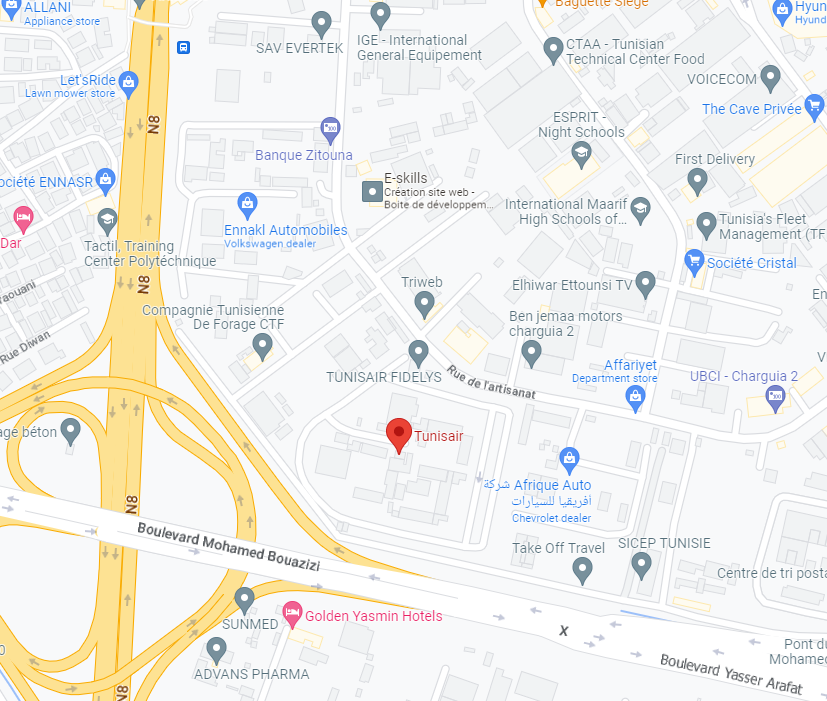 ALLANI
Appliance store
SAV EVERTEK
IGE - International
General Equipement
Baguette Siège
Hyun
Hyund
CTAA - Tunisian
Technical Center Food
VOICECOM
Let'sRide
Lawn mower store
N8
The Cave Privée
ESPRIT -
Night Schools
Banque Zitouna
First Delivery
E-skills
Création site web -
Boite de développem...
ociété ENNASR
Dar
Tactil, Training
Center Polytéchnique
Ennakl Automobiles
Volkswagen dealer
International Maarif
High Schools of...
Tunisia's Fleet
Management (TF
Société Cristal
N8
Triweb
Elhiwar Ettounsi TV
En
aouani
Rue Diwan
Compagnie Tunisienne
De Forage CTF
Ben jemaa motors
charguia 2
TUNISAIR FIDELYS
Rue de l'artisanat
Affariyet
Department store
UBCI - Charguia 2
age béton
Tunisair
شركة Afrique Auto
أفريقيا للسيارات
Chevrolet dealer
N8
Boulevard Mohamed Bouazizi
Take Off Travel
SICEP TUNISIE
Centre de tri posta
SUNMED
Golden Yasmin Hotels
X
0
ADVANS PHARMA
Pont du
Mohamed
Boulevard Yasser Arafat
N8